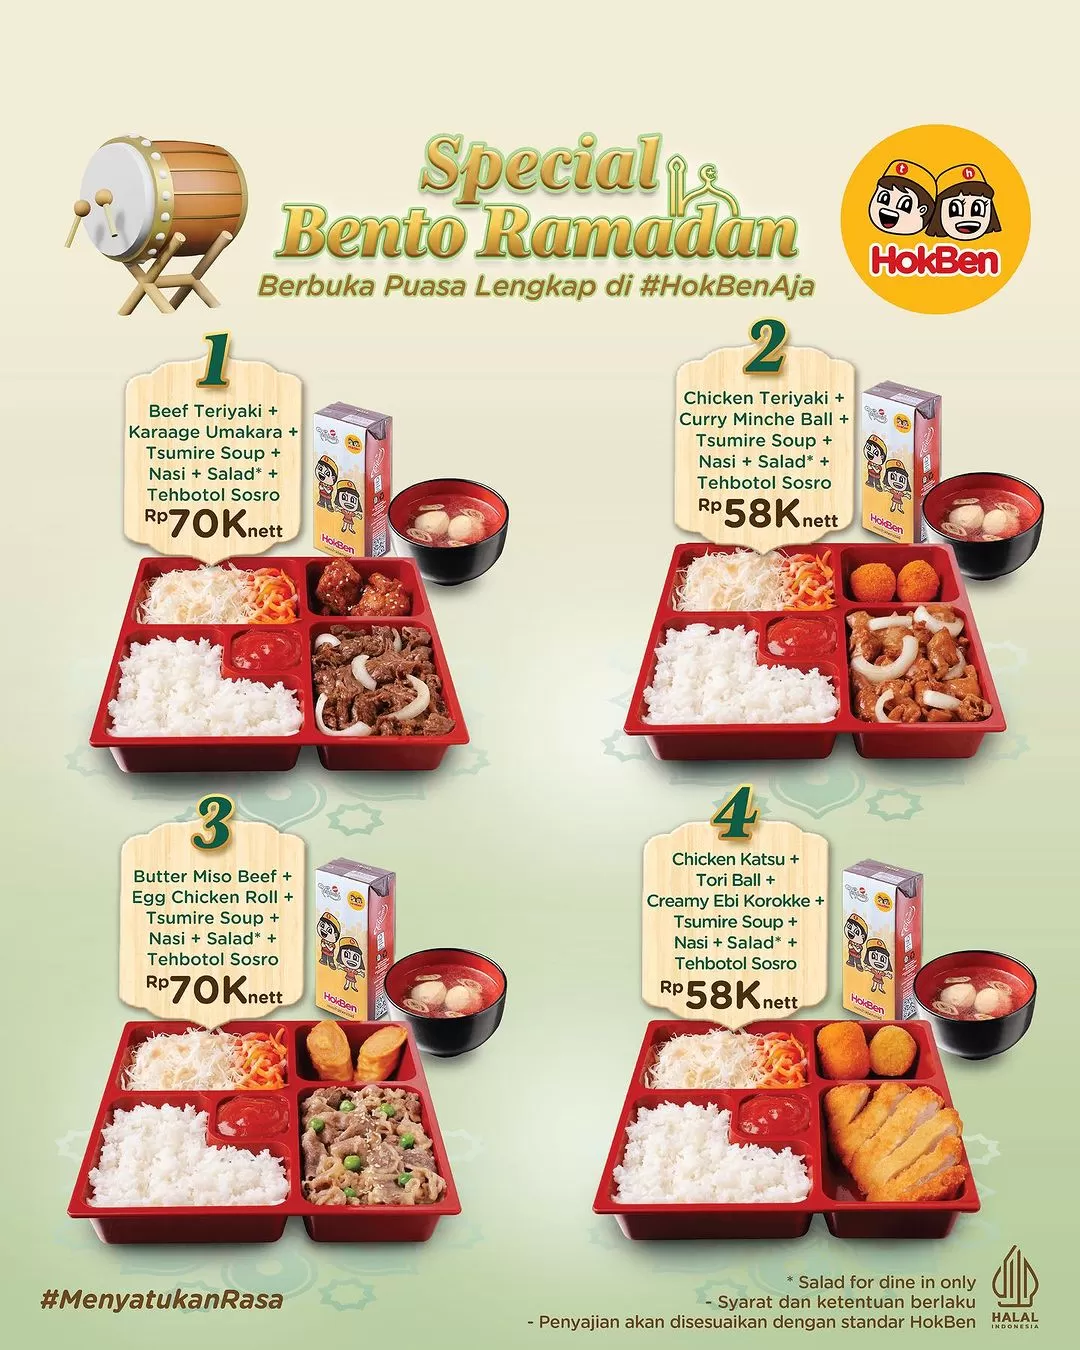 Special
Bento Ramadan
Berbuka Puasa Lengkap di #HokBenAja
t h
HokBen
1
Beef Teriyaki +
Karaage Umakara +
Tsumire Soup +
Nasi + Salad* +
Tehbotol Sosro
Rp70Knett
HokBen
2
Chicken Teriyaki +
Curry Minche Ball +
Tsumire Soup +
Nasi + Salad* +
Tehbotol Sosro
Rp58Knett
HokBen
3
Butter Miso Beef +
Egg Chicken Roll +
Tsumire Soup +
Nasi + Salad* +
Tehbotol Sosro
Rp70Knett
HokBen
4
Chicken Katsu +
Tori Ball +
Creamy Ebi Korokke +
Tsumire Soup +
Nasi + Salad* +
Tehbotol Sosro
Rp58Knett
HokBen
#MenyatukanRasa
* Salad for dine in only
- Syarat dan ketentuan berlaku
- Penyajian akan disesuaikan dengan standar HokBen
HALAL
INDONESIA